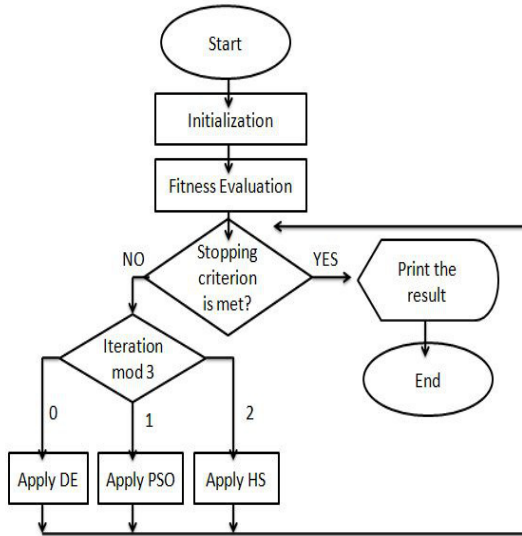 Start
Initialization
Fitness Evaluation
Stopping
criterion
is met?
NO
YES
Print the
result
End
Iteration
mod 3
0
1
2
Apply DE
Apply PSO
Apply HS